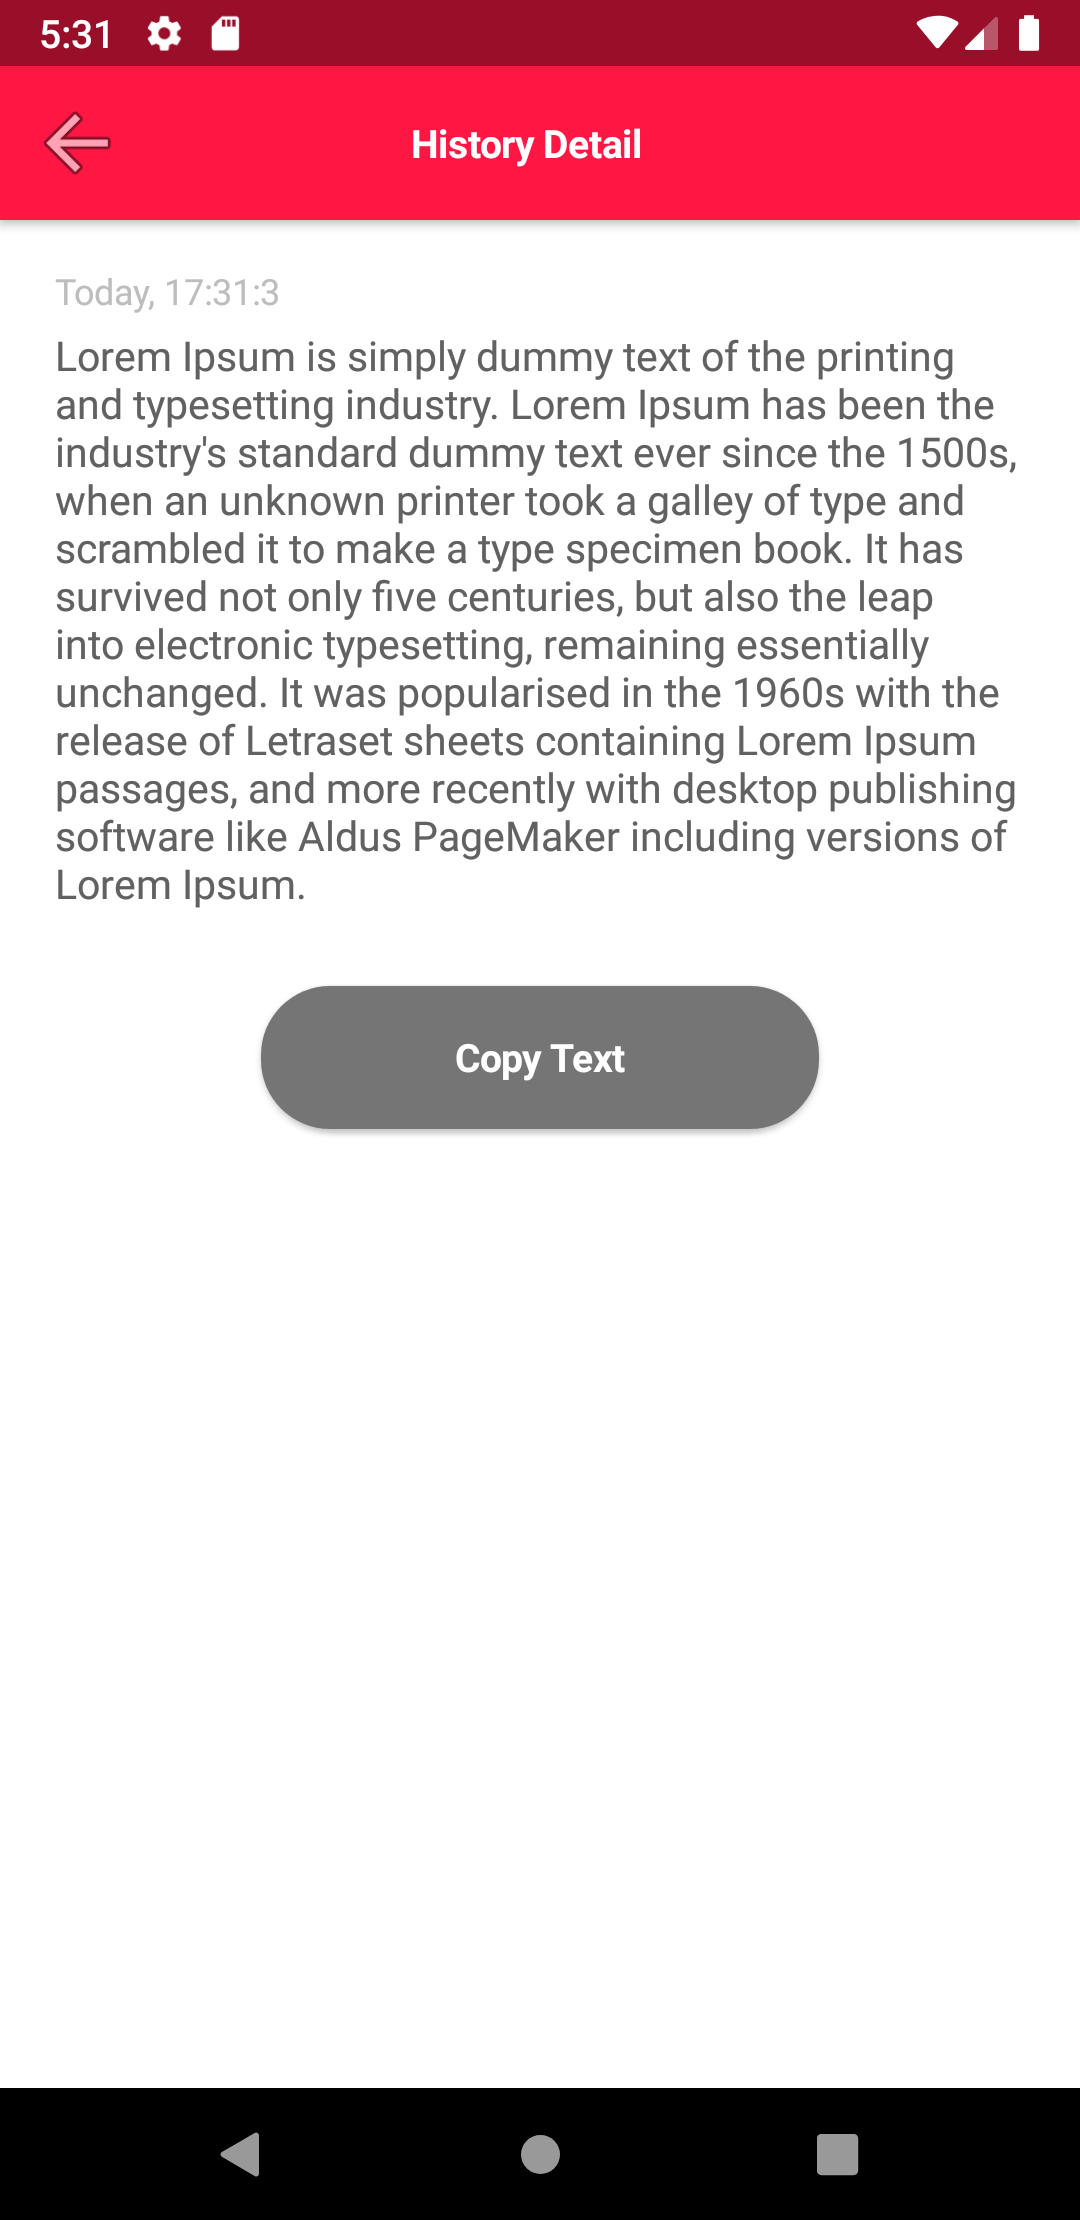 5:31
History Detail
Today, 17:31:3
Lorem Ipsum is simply dummy text of the printing
and typesetting industry. Lorem Ipsum has been the
industry's standard dummy text ever since the 1500s,
when an unknown printer took a galley of type and
scrambled it to make a type specimen book. It has
survived not only five centuries, but also the leap
into electronic typesetting, remaining essentially
unchanged. It was popularised in the 1960s with the
release of Letraset sheets containing Lorem Ipsum
passages, and more recently with desktop publishing
software like Aldus PageMaker including versions of
Lorem Ipsum.
Copy Text